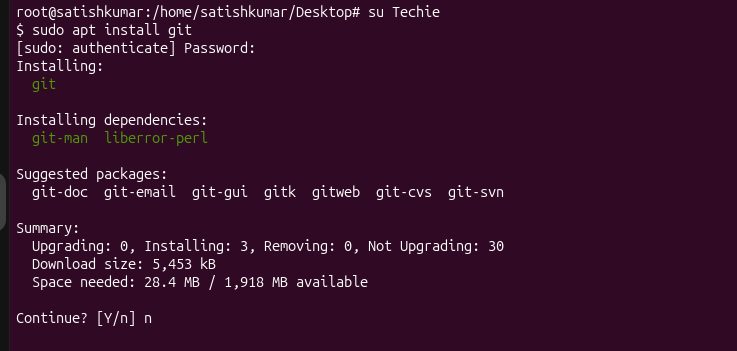 root@satishkumar:/home/satishkumar/Desktop# su Techie
$ sudo apt install git
[sudo: authenticate] Password:
Installing:
  git

Installing dependencies:
  git-man  liberror-perl

Suggested packages:
  git-doc  git-email  git-gui  gitk  gitweb  git-cvs  git-svn

Summary:
  Upgrading: 0, Installing: 3, Removing: 0, Not Upgrading: 30
  Download size: 5,453 kB
  Space needed: 28.4 MB / 1,918 MB available

Continue? [Y/n] n